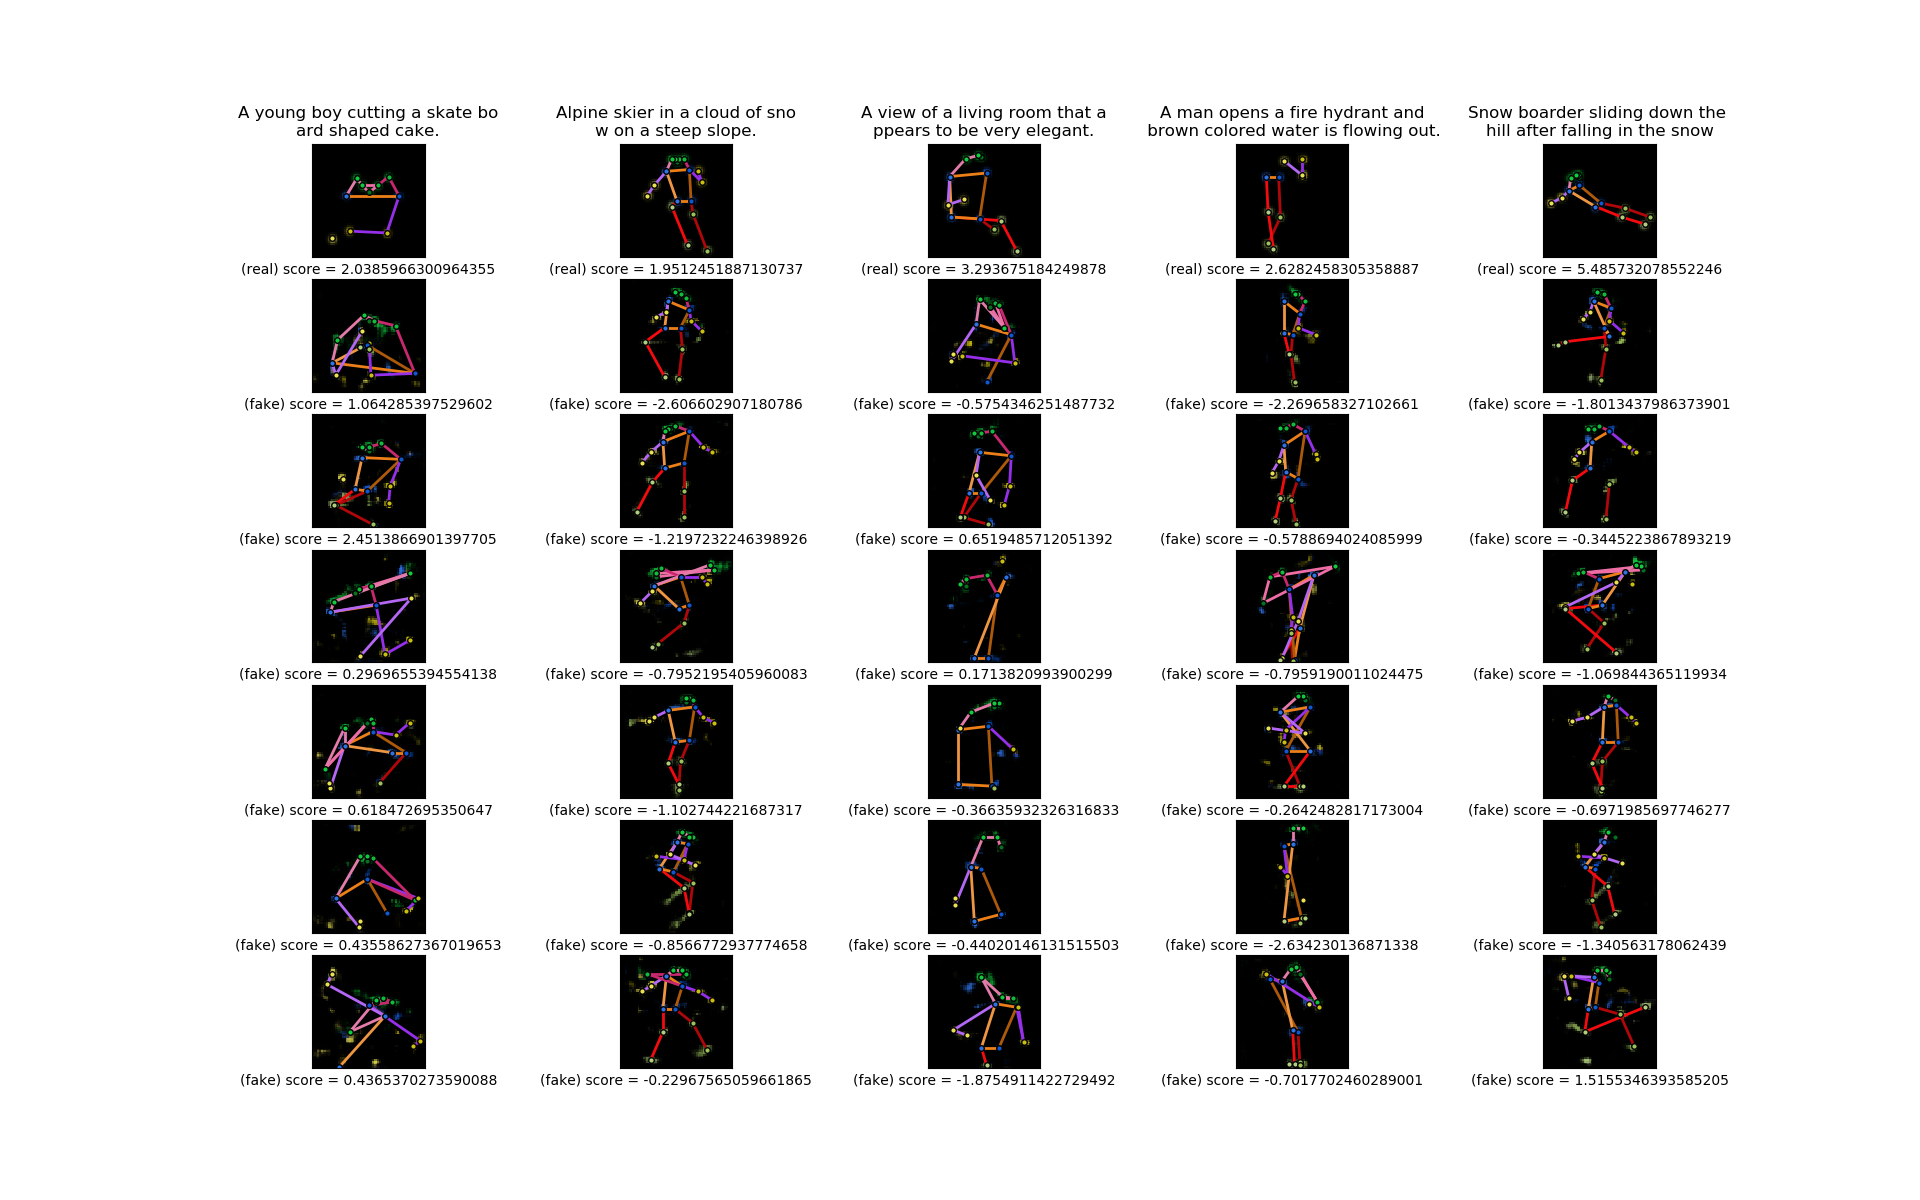 A young boy cutting a skate bo
ard shaped cake.
Alpine skier in a cloud of sno
w on a steep slope.
A view of a living room that a
ppears to be very elegant.
A man opens a fire hydrant and
brown colored water is flowing out.
Snow boarder sliding down the
hill after falling in the snow
(real) score = 2.0385966300964355
(real) score = 1.9512451887130737
(real) score = 3.293675184249878
(real) score = 2.6282458305358887
(real) score = 5.485732078552246
(fake) score = 1.064285397529602
(fake) score = -2.606602907180786
(fake) score = -0.5754346251487732
(fake) score = -2.269658327102661
(fake) score = -1.8013437986373901
(fake) score = 2.4513866901397705
(fake) score = -1.2197232246398926
(fake) score = 0.6519485712051392
(fake) score = -0.5788694024085999
(fake) score = -0.3445223867893219
(fake) score = 0.2969655394554138
(fake) score = -0.7952195405960083
(fake) score = 0.1713820993900299
(fake) score = -0.7959190011024475
(fake) score = -1.069844365119934
(fake) score = 0.618472695350647
(fake) score = -1.102744221687317
(fake) score = -0.36635932326316833
(fake) score = -0.2642482817173004
(fake) score = -0.6971985697746277
(fake) score = 0.43558627367019653
(fake) score = -0.8566772937774658
(fake) score = -0.44020146131515503
(fake) score = -2.634230136871338
(fake) score = -1.340563178062439
(fake) score = 0.4365370273590088
(fake) score = -0.22967565059661865
(fake) score = -1.8754911422729492
(fake) score = -0.7017702460289001
(fake) score = 1.5155346393585205